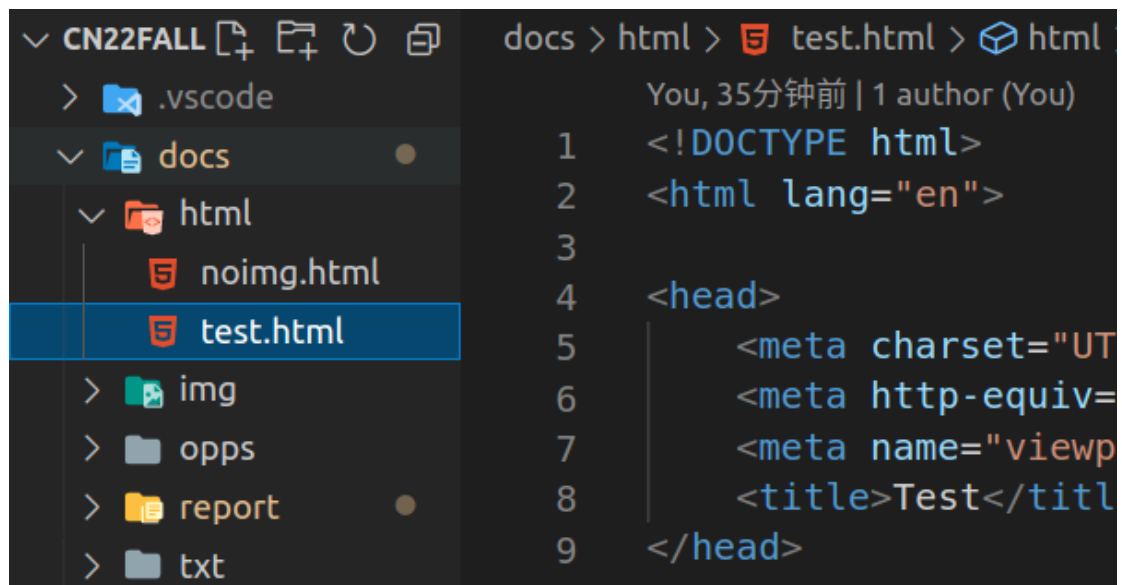 CN22FALL
.vscode
docs
html
noimg.html
test.html
img
opps
report
txt
docs > html > test.html > html
You, 35分钟前 | 1 author (You)
1 <!DOCTYPE html>
2 <html lang="en">
3
4 <head>
5 <meta charset="UT
6 <meta http-equiv=
7 <meta name="viewp
8 <title>Test</titl
9 </head>